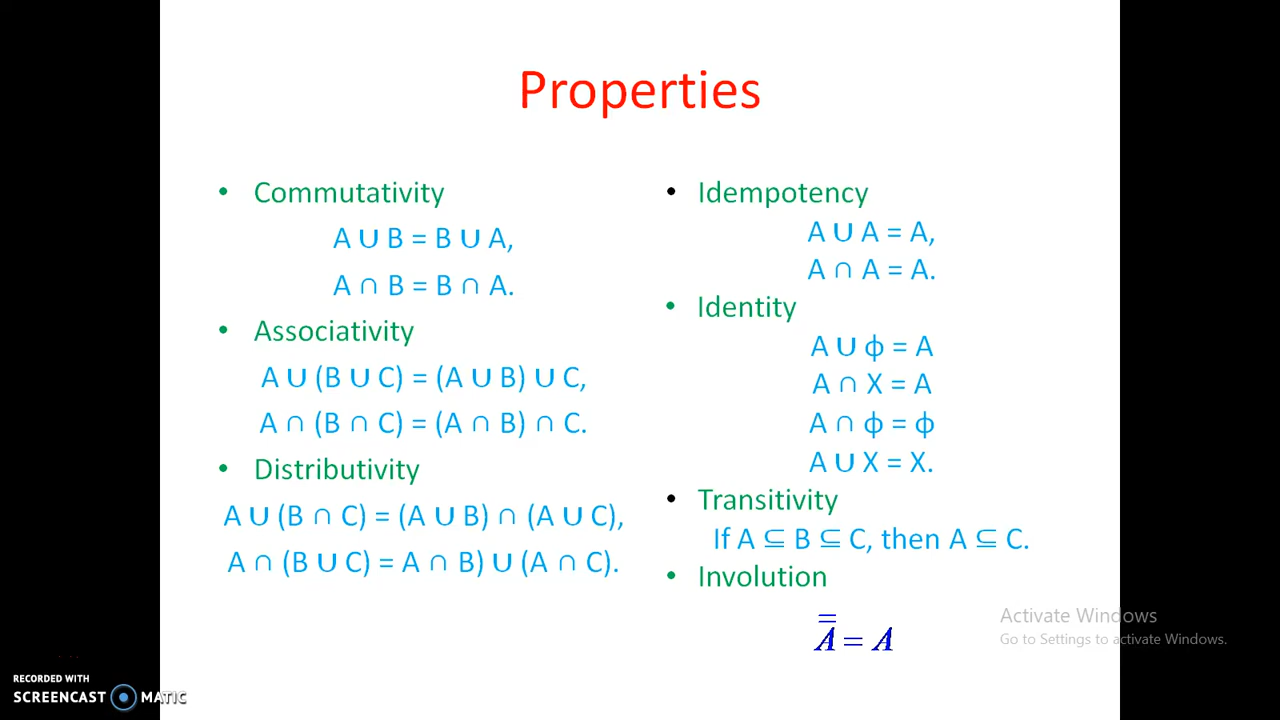 Properties
• Commutativity
A ∪ B = B ∪ A,
A ∩ B = B ∩ A.
• Associativity
A ∪ (B ∪ C) = (A ∪ B) ∪ C,
A ∩ (B ∩ C) = (A ∩ B) ∩ C.
• Distributivity
A ∪ (B ∩ C) = (A ∪ B) ∩ (A ∪ C),
A ∩ (B ∪ C) = A ∩ B) ∪ (A ∩ C).
• Idempotency
A ∪ A = A,
A ∩ A = A.
• Identity
A ∪ ф = A
A ∩ X = A
A ∩ ф = ф
A ∪ X = X.
• Transitivity
If A ⊆ B ⊆ C, then A ⊆ C.
• Involution
A̿ = A
Activate Windows
Go to Settings to activate Windows.
RECORDED WITH
SCREENCAST MATIC